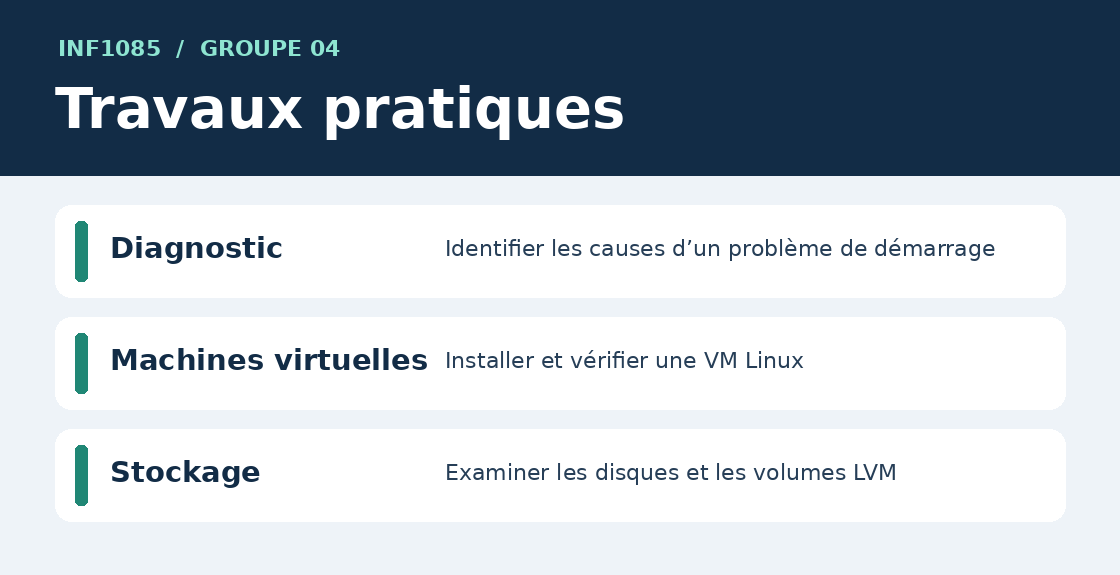 INF1085 / GROUPE 04
Travaux pratiques
Diagnostic
Identifier les causes d’un problème de démarrage
Machines virtuelles
Installer et vérifier une VM Linux
Stockage
Examiner les disques et les volumes LVM